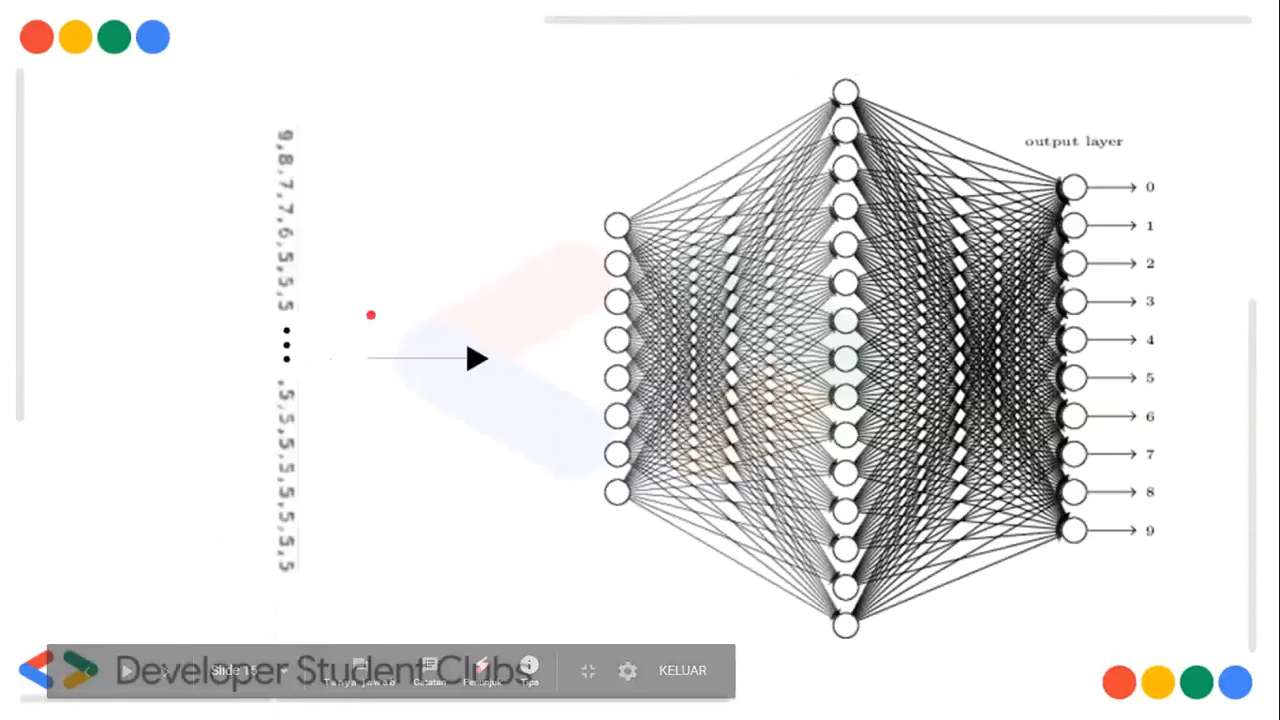 9,8,7,7,6,5,5,5
,5,5,5,5,5,5,5,5
output layer
0
1
2
3
4
5
6
7
8
9
Developer Student Clubs
Slide 15
Tanya jawab
Catatan
Penunjuk
Tips
KELUAR